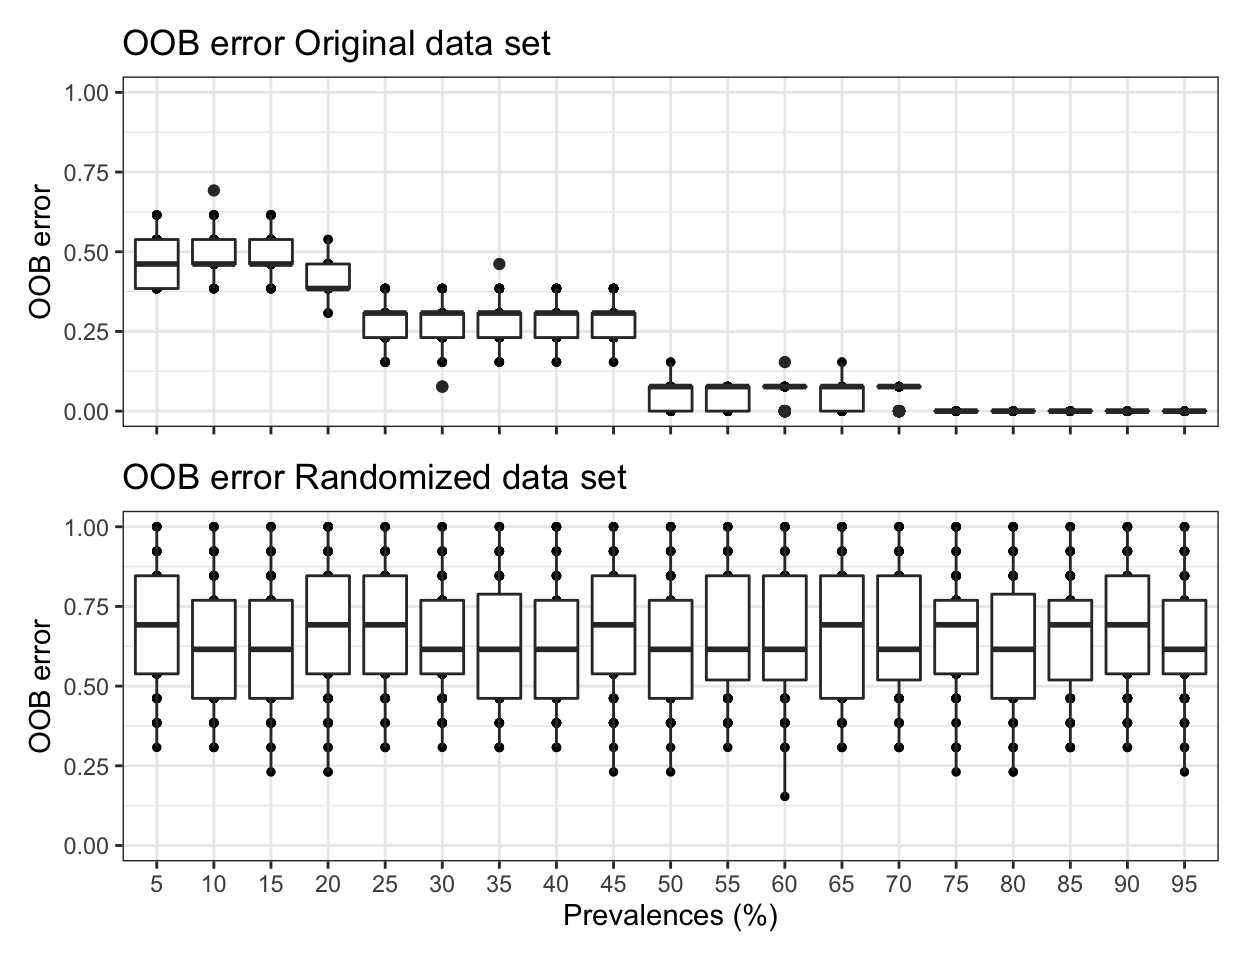 OOB error Original data set
OOB error
1.00
0.75
0.50
0.25
0.00
OOB error Randomized data set
OOB error
1.00
0.75
0.50
0.25
0.00
5 10 15 20 25 30 35 40 45 50 55 60 65 70 75 80 85 90 95
Prevalences (%)